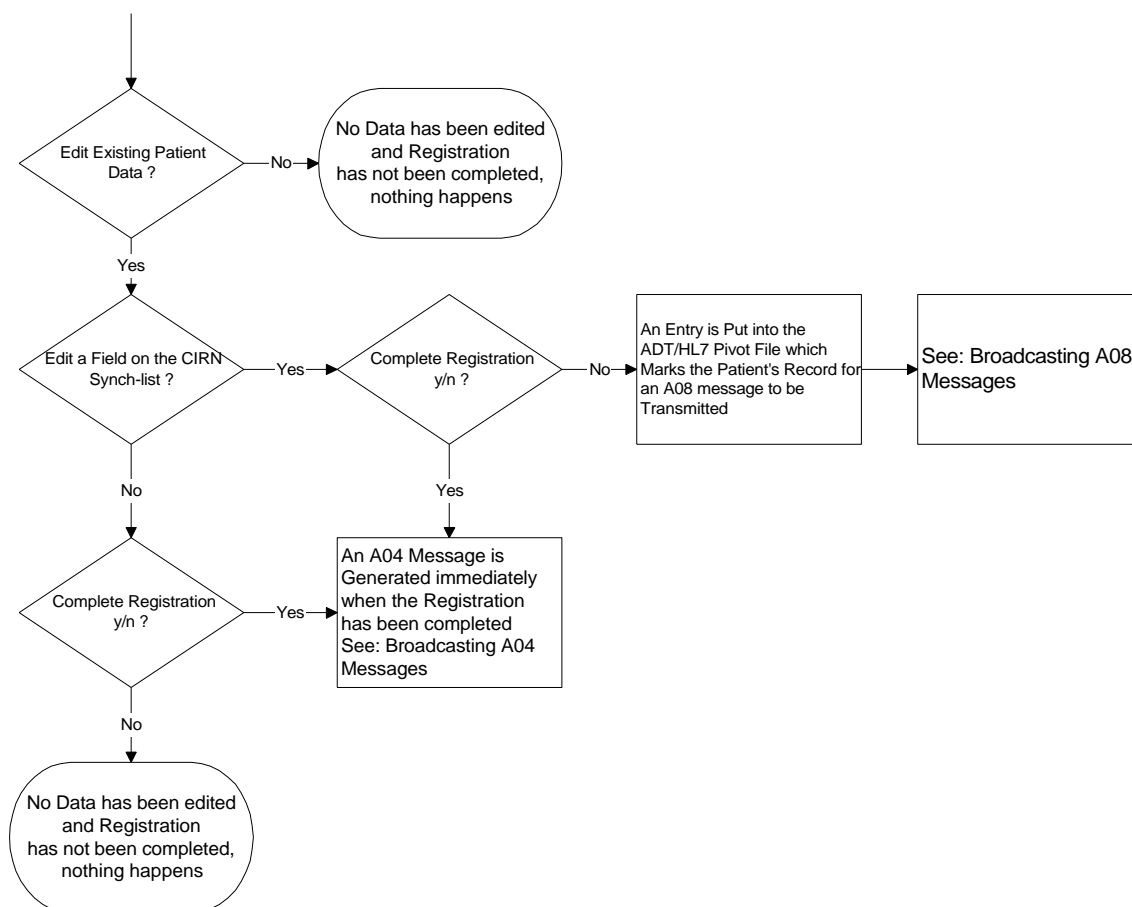 Edit Existing Patient
Data ?
No
No Data has been edited
and Registration
has not been completed,
nothing happens
Yes
Edit a Field on the CIRN
Synch-list ?
Yes
Complete Registration
y/n ?
No
An Entry is Put into the
ADT/HL7 Pivot File which
Marks the Patient's Record for
an A08 message to be
Transmitted
See: Broadcasting A08
Messages
No
Yes
Complete Registration
y/n ?
Yes
An A04 Message is
Generated immediately
when the Registration
has been completed
See: Broadcasting A04
Messages
No
No Data has been edited
and Registration
has not been completed,
nothing happens